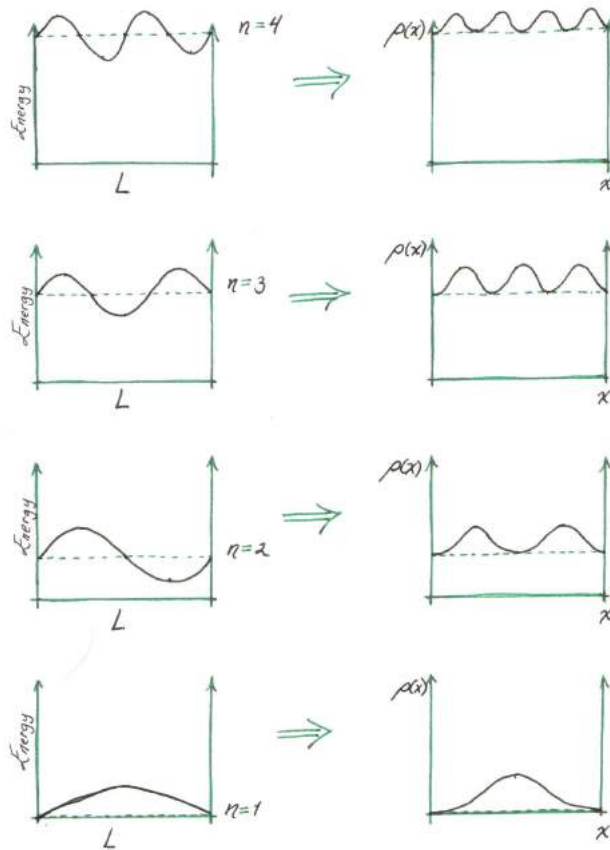 Energy
n=4
L
ρ(x)
x
Energy
n=3
L
ρ(x)
x
Energy
n=2
L
ρ(x)
x
Energy
n=1
L
ρ(x)
x